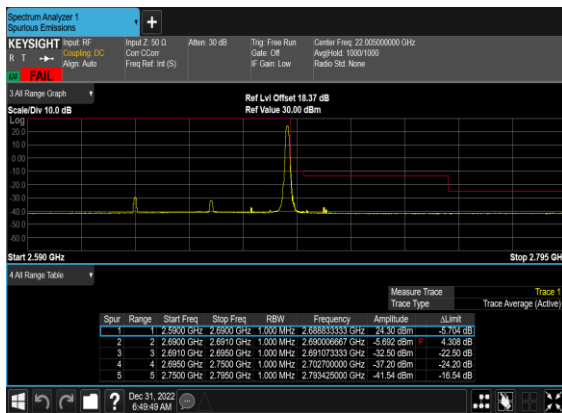 Spectrum Analyzer 1
Spurious Emissions
KEYSIGHT Input: RF Input Z: 50 Ω Atten: 30 dB Trig: Free Run Center Freq: 22.005000000 GHz
R T Coupling: DC Corr CCorr Gate: Off Avg|Hold: 1000/1000
Align: Auto Freq Ref: Int (S) IF Gain: Low Radio Std: None
FAIL
3 All Range Graph
Ref Lvl Offset 18.37 dB
Scale/Div 10.0 dB Ref Value 30.00 dBm
Log
20.0
10.0
0.00
-10.0
-20.0
-30.0
-40.0
-50.0
-60.0
Start 2.590 GHz Stop 2.795 GH
4 All Range Table
Measure Trace Trace 1
Trace Type Trace Average (Active)
Spur Range Start Freq Stop Freq RBW Frequency Amplitude ΔLimit
1 1 2.5900 GHz 2.6900 GHz 1.000 MHz 2.688833333 GHz 24.30 dBm -5.704 dB
2 2 2.6900 GHz 2.6910 GHz 1.000 MHz 2.690006667 GHz -5.692 dBm F 4.308 dB
3 3 2.6910 GHz 2.6950 GHz 1.000 MHz 2.691073333 GHz -32.50 dBm -22.50 dB
4 4 2.6950 GHz 2.7500 GHz 1.000 MHz 2.702700000 GHz -37.20 dBm -24.20 dB
5 5 2.7500 GHz 2.7950 GHz 1.000 MHz 2.793425000 GHz -41.54 dBm -16.54 dB
Dec 31, 2022
6:49:49 AM